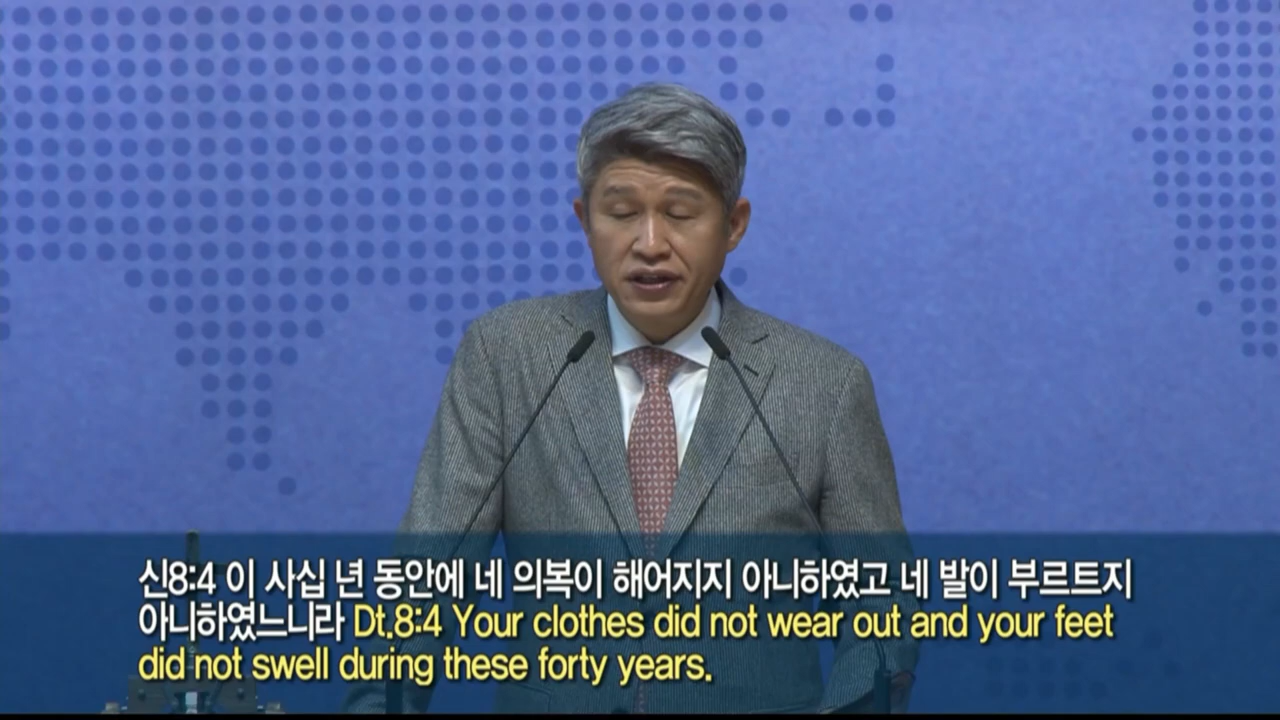 신8:4 이 사십 년 동안에 네 의복이 해어지지 아니하였고 네 발이 부르트지
아니하였느니라 Dt.8:4 Your clothes did not wear out and your feet
did not swell during these forty years.